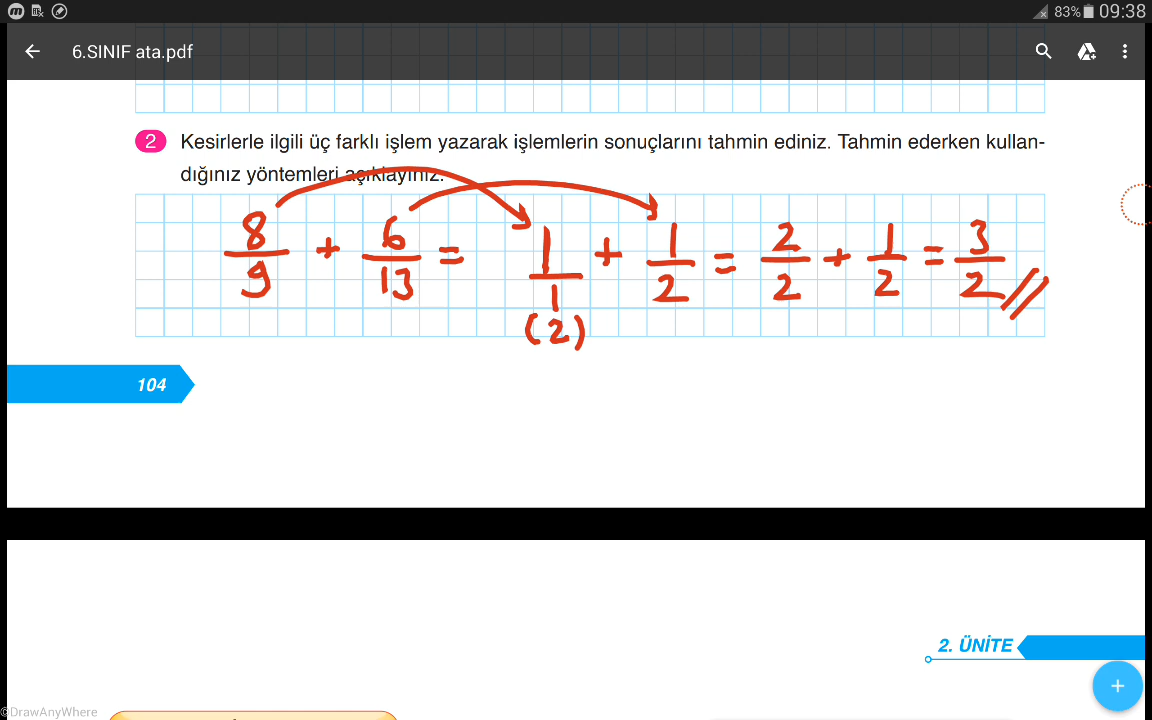 83% 09:38
6.SINIF ata.pdf
2 Kesirlerle ilgili üç farklı işlem yazarak işlemlerin sonuçlarını tahmin ediniz. Tahmin ederken kullan-
dığınız yöntemleri açıklayınız.
8/9 + 6/13 = 1/1 + 1/2 = 2/2 + 1/2 = 3/2 //
(2)
104
2. ÜNİTE
+
©DrawAnyWhere